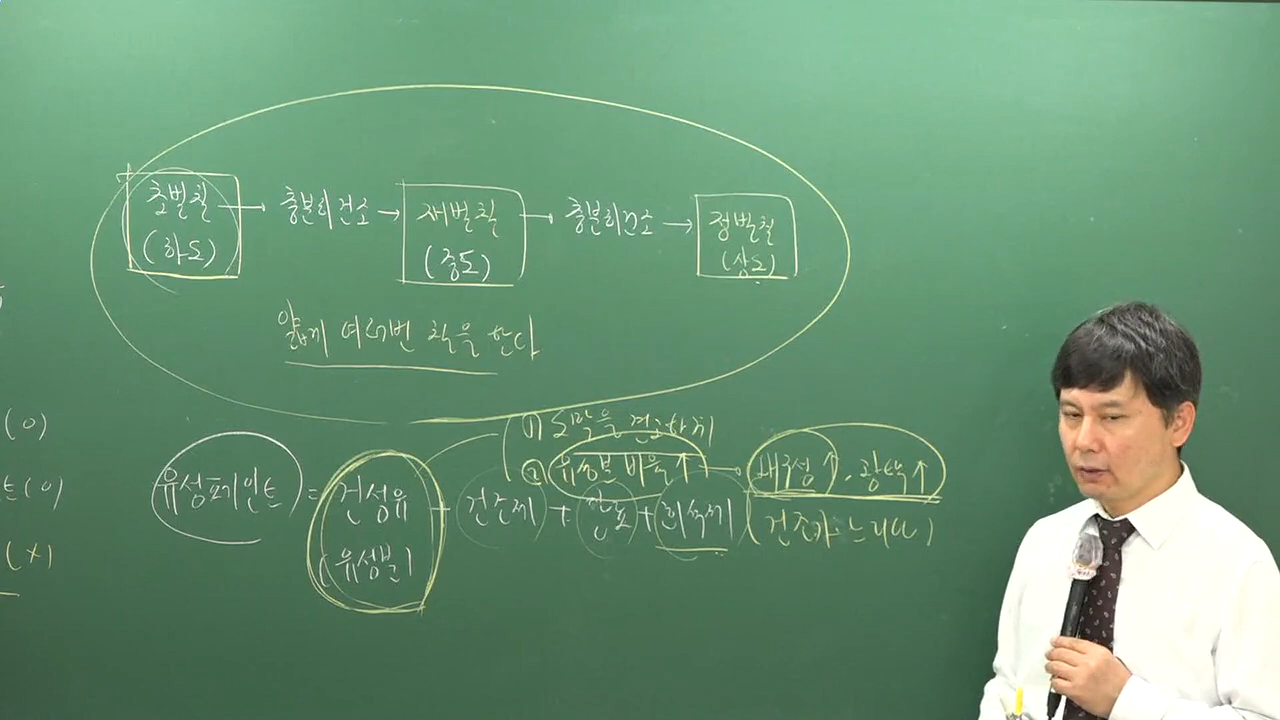 초벌칠 → 충분히건조 → 재벌칠 → 충분히건조 → 정벌칠
(하도) (중도) (상도)
얇게 여러번 칠을 한다
(O)
(O)
(X)
① 도막을 견고하게
② 유성분 비율↑ → 내구성↑, 광택↑
유성페인트 = 건성유 + 건조제 + 안료 + 희석제 (건조가 느리다)
(유성분)